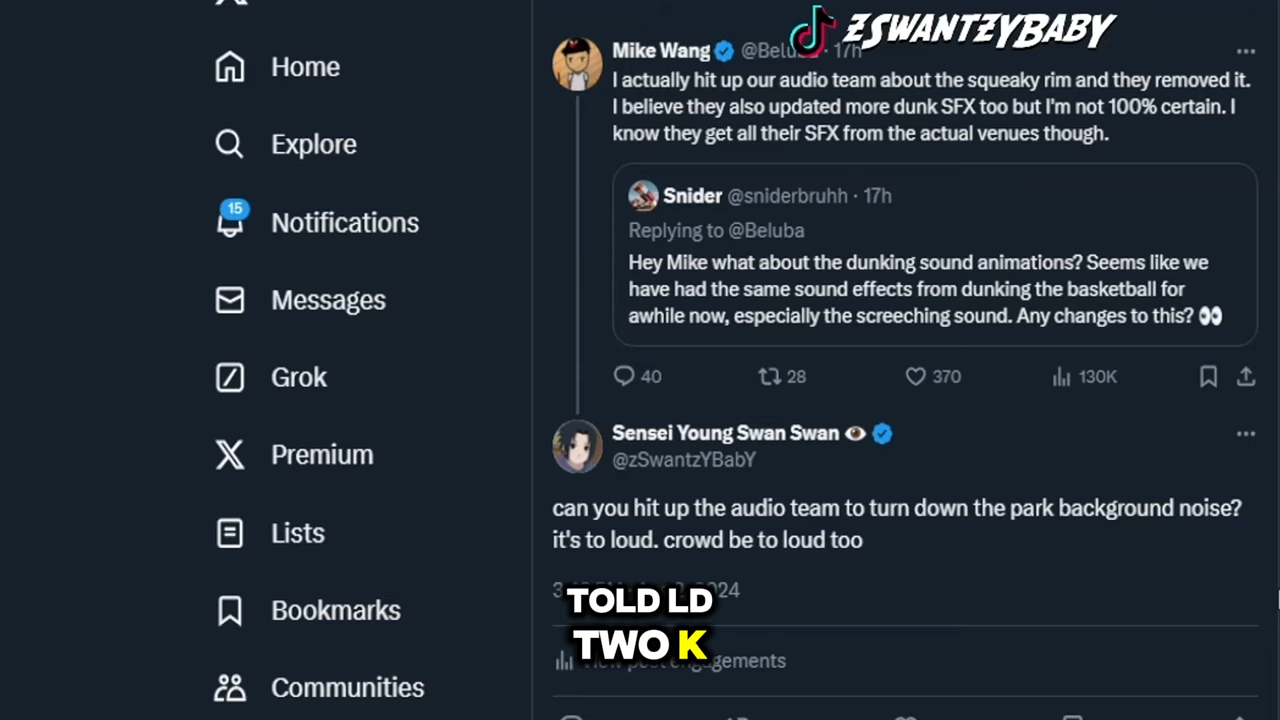 ZSWANTZYBABY
Home
Explore
15
Notifications
Messages
Grok
Premium
Lists
Bookmarks
Communities
Mike Wang @Beluba · 17h
I actually hit up our audio team about the squeaky rim and they removed it.
I believe they also updated more dunk SFX too but I'm not 100% certain. I
know they get all their SFX from the actual venues though.
Snider @sniderbruhh · 17h
Replying to @Beluba
Hey Mike what about the dunking sound animations? Seems like we
have had the same sound effects from dunking the basketball for
awhile now, especially the screeching sound. Any changes to this? 👀
40 28 370 130K
Sensei Young Swan Swan 👁
@zSwantzYBabY
can you hit up the audio team to turn down the park background noise?
it's to loud. crowd be to loud too
2024
TOLD LD
TWO K
View post engagements